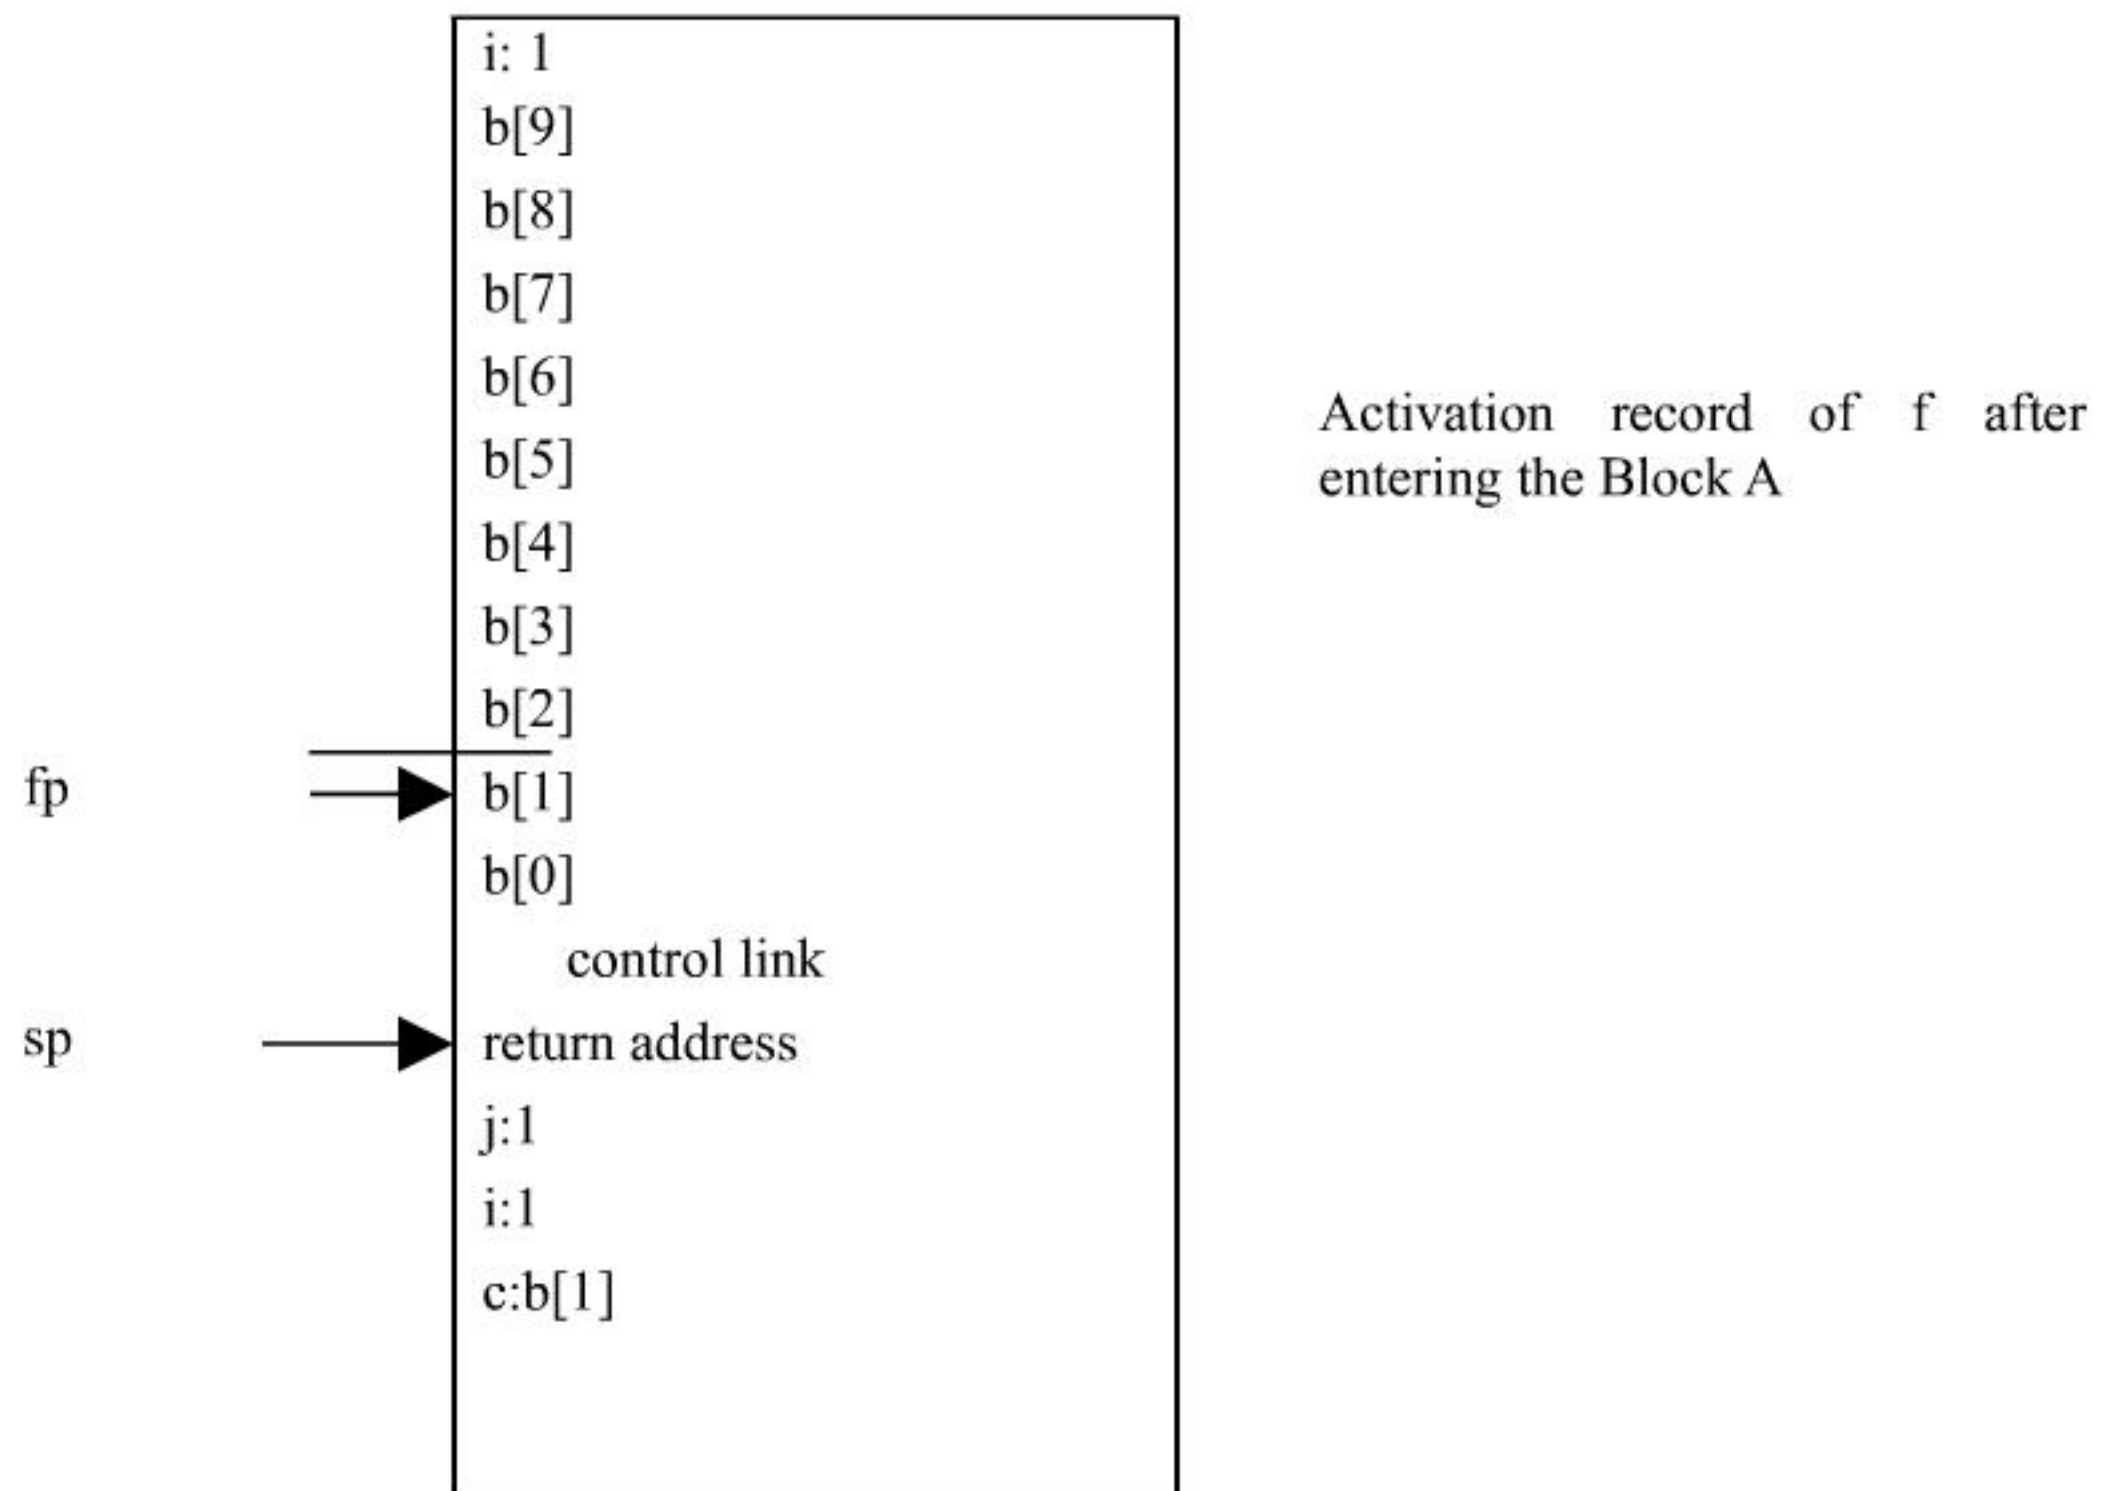 i: 1
b[9]
b[8]
b[7]
b[6]
b[5]
b[4]
b[3]
b[2]
fp
b[1]
b[0]
control link
sp
return address
j:1
i:1
c:b[1]
Activation record of f after
entering the Block A